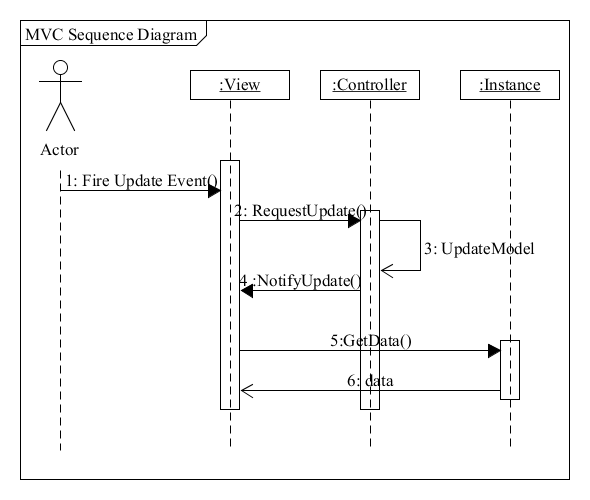 MVC Sequence Diagram
:View
:Controller
:Instance
Actor
1: Fire Update Event()
2: RequestUpdate()
3: UpdateModel
4 :NotifyUpdate()
5:GetData()
6: data